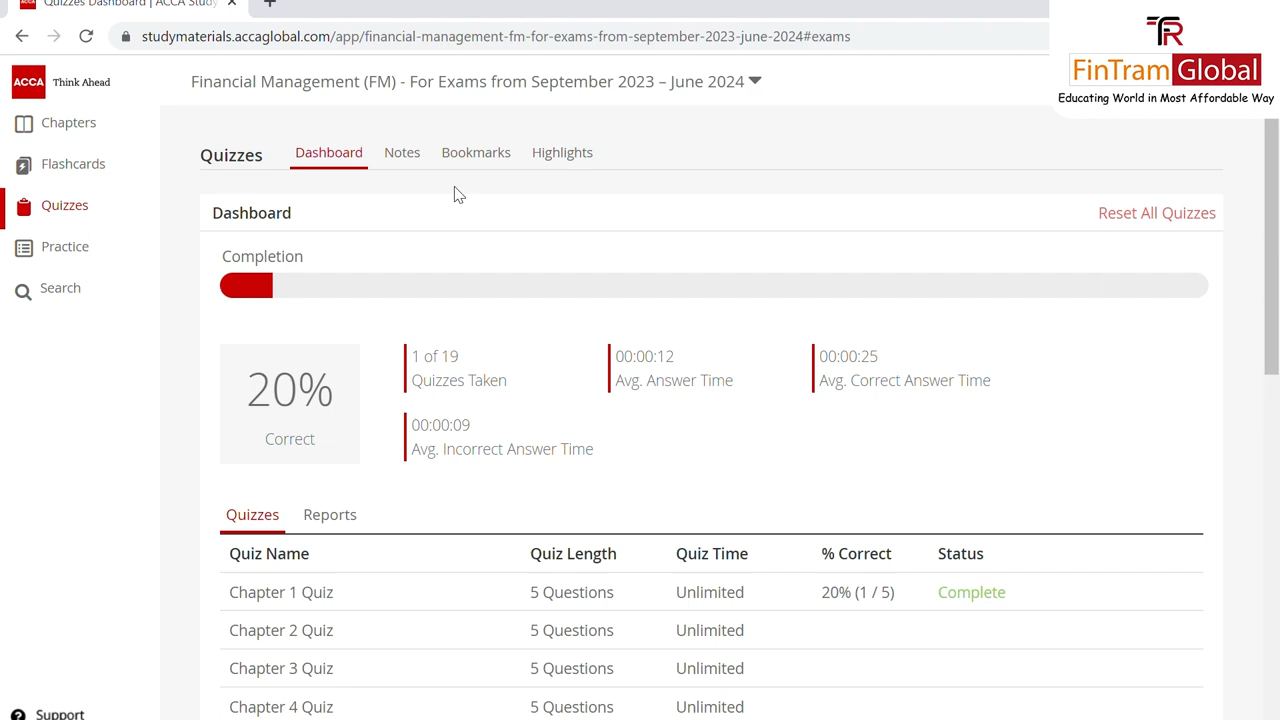 Quizzes Dashboard | ACCA Study
studymaterials.accaglobal.com/app/financial-management-fm-for-exams-from-september-2023-june-2024#exams
TR
FinTram Global
Educating World in Most Affordable Way
ACCA Think Ahead
Financial Management (FM) - For Exams from September 2023 – June 2024
Chapters
Flashcards
Quizzes
Practice
Search
Support
Quizzes Dashboard Notes Bookmarks Highlights
Dashboard Reset All Quizzes
Completion
20%
Correct
1 of 19
Quizzes Taken
00:00:12
Avg. Answer Time
00:00:25
Avg. Correct Answer Time
00:00:09
Avg. Incorrect Answer Time
Quizzes Reports
Quiz Name Quiz Length Quiz Time % Correct Status
Chapter 1 Quiz 5 Questions Unlimited 20% (1 / 5) Complete
Chapter 2 Quiz 5 Questions Unlimited
Chapter 3 Quiz 5 Questions Unlimited
Chapter 4 Quiz 5 Questions Unlimited